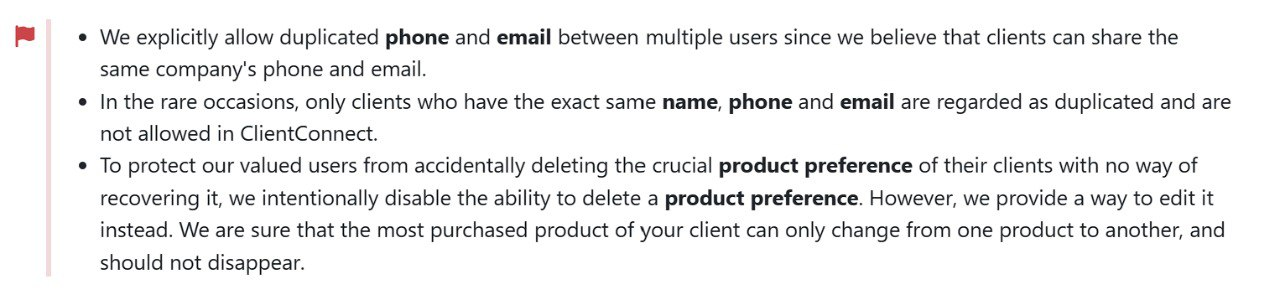 • We explicitly allow duplicated phone and email between multiple users since we believe that clients can share the
same company's phone and email.
• In the rare occasions, only clients who have the exact same name, phone and email are regarded as duplicated and are
not allowed in ClientConnect.
• To protect our valued users from accidentally deleting the crucial product preference of their clients with no way of
recovering it, we intentionally disable the ability to delete a product preference. However, we provide a way to edit it
instead. We are sure that the most purchased product of your client can only change from one product to another, and
should not disappear.